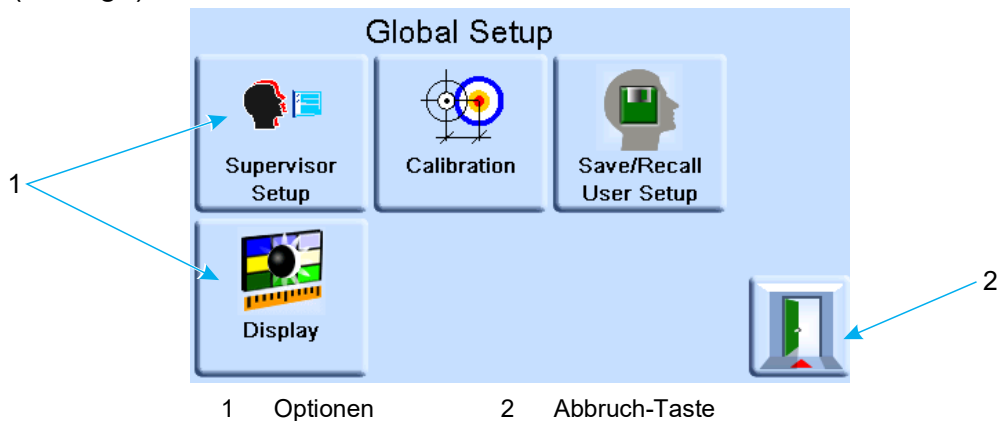 Global Setup
Supervisor
Setup
Calibration
Save/Recall
User Setup
1
Display
2
1 Optionen 2 Abbruch-Taste